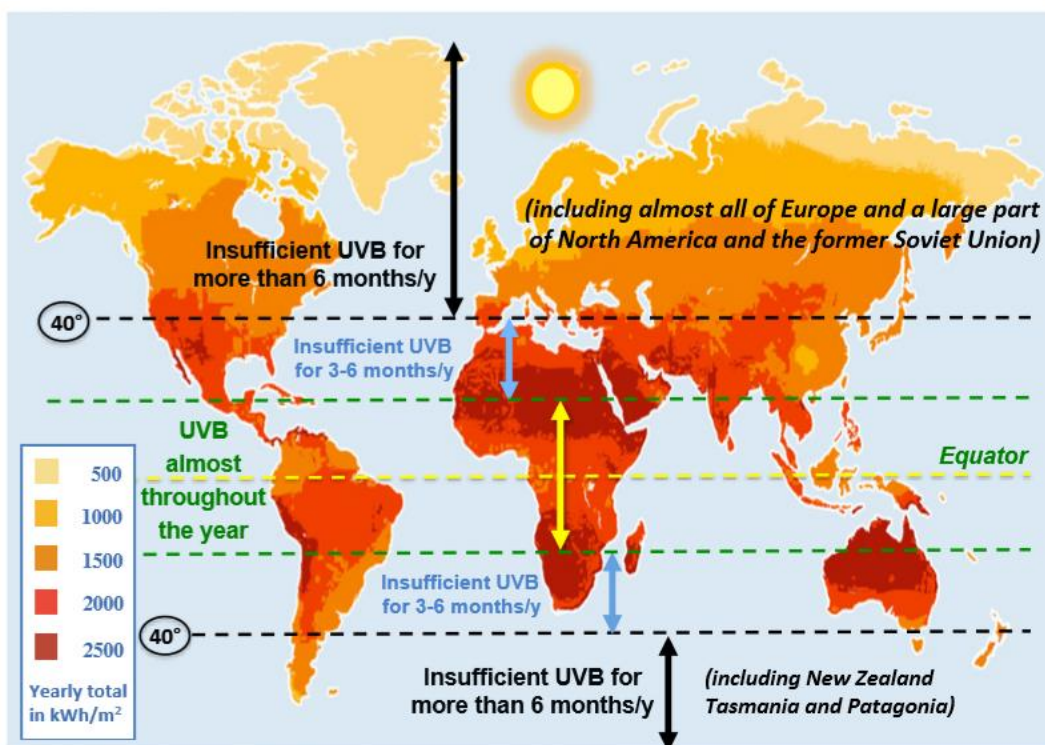 (including almost all of Europe and a large part
of North America and the former Soviet Union)
Insufficient UVB for
more than 6 months/y
40°
Insufficient UVB
for 3-6 months/y
UVB
almost
throughout
the year
Equator
500
1000
1500
2000
2500
Yearly total
in kWh/m²
Insufficient UVB
for 3-6 months/y
40°
Insufficient UVB for
more than 6 months/y
(including New Zealand
Tasmania and Patagonia)